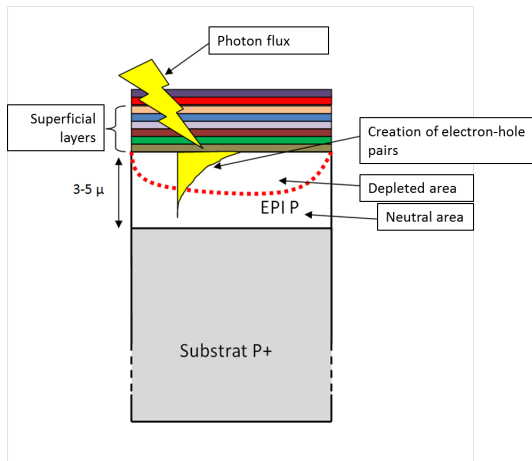 Photon flux
Superficial
layers
Creation of electron-hole
pairs
Depleted area
3-5 μ
EPI P
Neutral area
Substrat P+